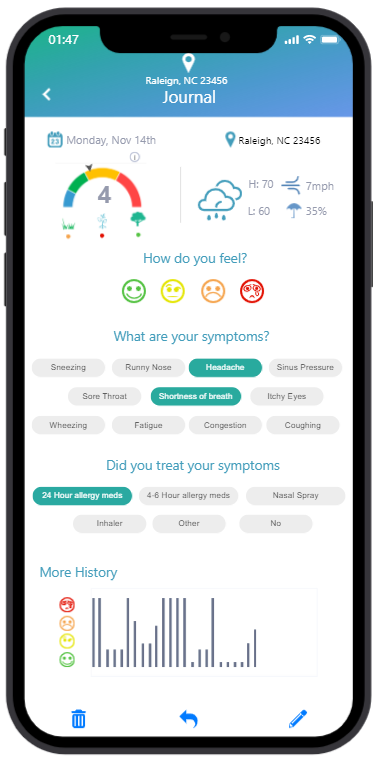 01:47
Raleign, NC 23456
Journal
23 Monday, Nov 14th
Raleigh, NC 23456
i
4
H: 70 7mph
L: 60 35%
How do you feel?
What are your symptoms?
Sneezing Runny Nose Headache Sinus Pressure
Sore Throat Shortness of breath Itchy Eyes
Wheezing Fatigue Congestion Coughing
Did you treat your symptoms
24 Hour allergy meds 4-6 Hour allergy meds Nasal Spray
Inhaler Other No
More History